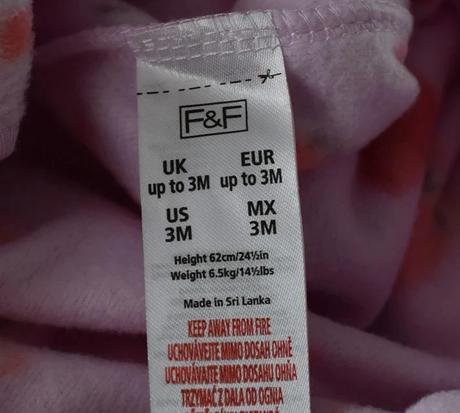 F&F
UK EUR
up to 3M up to 3M
US MX
3M 3M
Height 62cm/24½in
Weight 6.5kg/14½lbs
Made in Sri Lanka
KEEP AWAY FROM FIRE
UCHOVÁVEJTE MIMO DOSAH OHNĚ
UCHOVÁVAJTE MIMO DOSAHU OHŇA
TRZYMAĆ Z DALA OD OGNIA